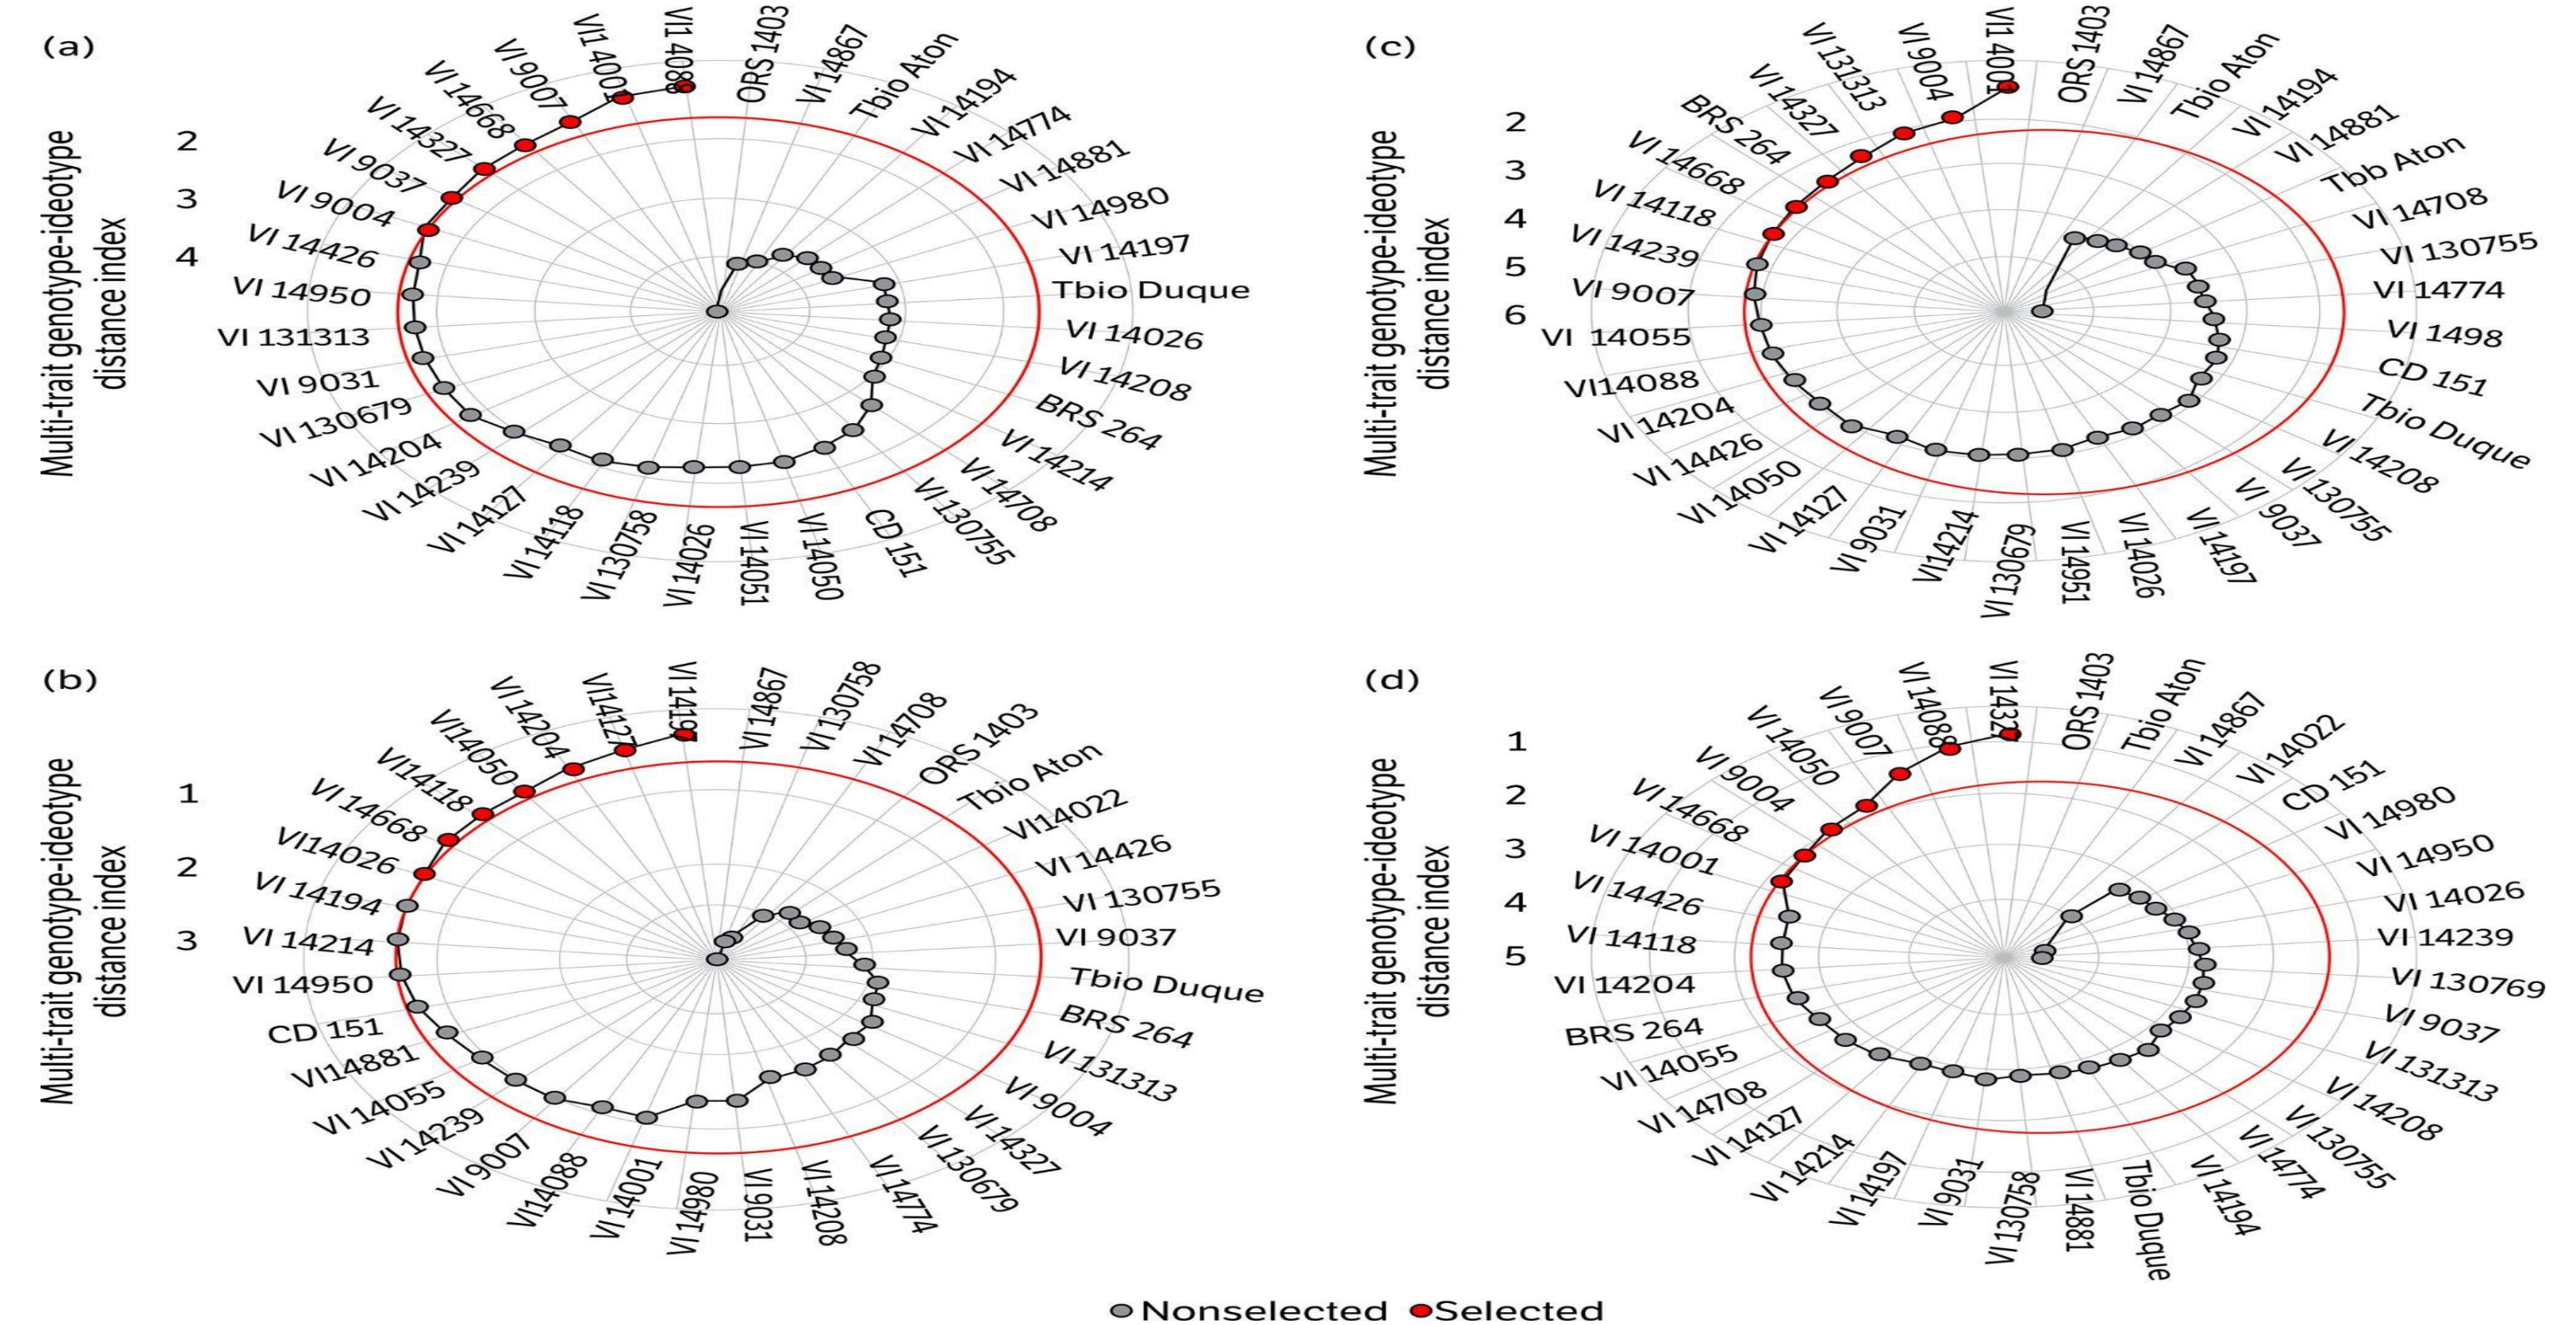 (a)
Multi-trait genotype-ideotype
distance index
2
3
4
VI14088
ORS 1403
VI 14867
Tbio Aton
VI 14194
VI 14774
VI 14881
VI 14980
VI 14197
Tbio Duque
VI 14026
VI 14208
BRS 264
VI 14214
VI 14708
VI 130755
CD 151
VI 14050
VI 14051
VI 14026
VI 130758
VI 14118
VI 14127
VI 14239
VI 14204
VI 130679
VI 9031
VI 131313
VI 14950
VI 14426
VI 9004
VI 9037
VI 14327
VI 14668
VI 9007
VI1 4001
(c)
Multi-trait genotype-ideotype
distance index
2
3
4
5
6
VI1 4001
ORS 1403
VI 14867
Tbio Aton
VI 14194
VI 14881
Tbb Aton
VI 14708
VI 130755
VI 14774
VI 1498
CD 151
Tbio Duque
VI 14208
VI 130755
VI 9037
VI 14197
VI 14026
VI 14951
VI 130679
VI14214
VI 9031
VI 14127
VI 14050
VI 14426
VI 14204
VI14088
VI 14055
VI 9007
VI 14239
VI 14118
VI 14668
BRS 264
VI 14327
VI 131313
VI 9004
(b)
Multi-trait genotype-ideotype
distance index
1
2
3
VI 14867
VI 130758
VI 14708
ORS 1403
Tbio Aton
VI14022
VI 14426
VI 130755
VI 9037
Tbio Duque
BRS 264
VI 131313
VI 9004
VI 14327
VI 130679
VI 14774
VI 14208
VI 9031
VI 14980
VI 14001
VI14088
VI 9007
VI 14239
VI 14055
VI14881
CD 151
VI 14950
VI 14214
VI 14194
VI14026
VI 14668
VI14118
VI14050
VI 14204
VI14127
(d)
Multi-trait genotype-ideotype
distance index
1
2
3
4
5
VI 14327
ORS 1403
Tbio Aton
VI 14867
VI 14022
CD 151
VI 14980
VI 14950
VI 14026
VI 14239
VI 130769
VI 9037
VI 131313
VI 14208
VI 130755
VI 14774
VI 14194
Tbio Duque
VI 14881
VI 130758
VI 9031
VI 14197
VI 14214
VI 14127
VI 14708
VI 14055
BRS 264
VI 14204
VI 14118
VI 14426
VI 14001
VI 14668
VI 9004
VI 14050
VI 9007
VI 14088
Nonselected Selected